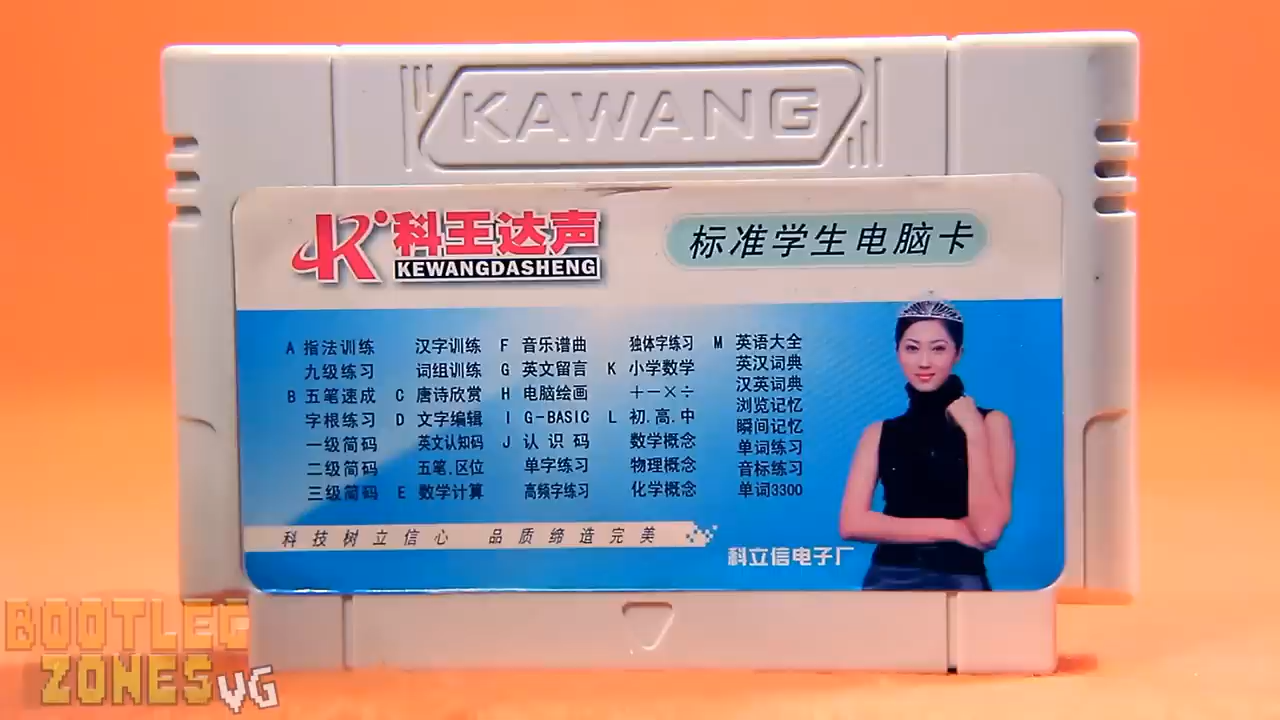 KAWANG
科王达声
KEWANGDASHENG
标准学生电脑卡
A 指法训练
九级练习
B 五笔速成
字根练习
一级简码
二级简码
三级简码
汉字训练
词组训练
C 唐诗欣赏
D 文字编辑
英文认知码
五笔.区位
E 数学计算
F 音乐谱曲
G 英文留言
H 电脑绘画
I G-BASIC
J 认识码
单字练习
高频字练习
独体字练习
K 小学数学
+-×÷
L 初.高.中
数学概念
物理概念
化学概念
M 英语大全
英汉词典
汉英词典
浏览记忆
瞬间记忆
单词练习
音标练习
单词3300
科技树立信心 品质缔造完美
科立信电子厂
BOOTLEG
ZONES VG